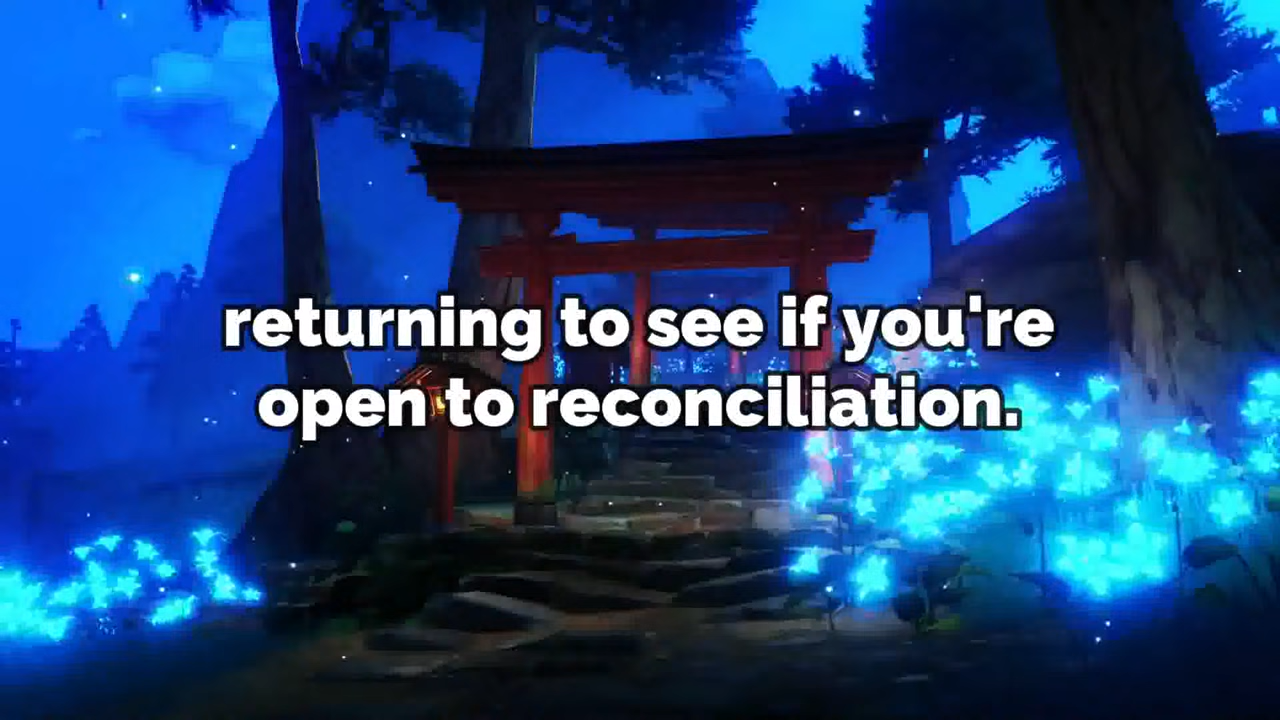 returning to see if you're
open to reconciliation.